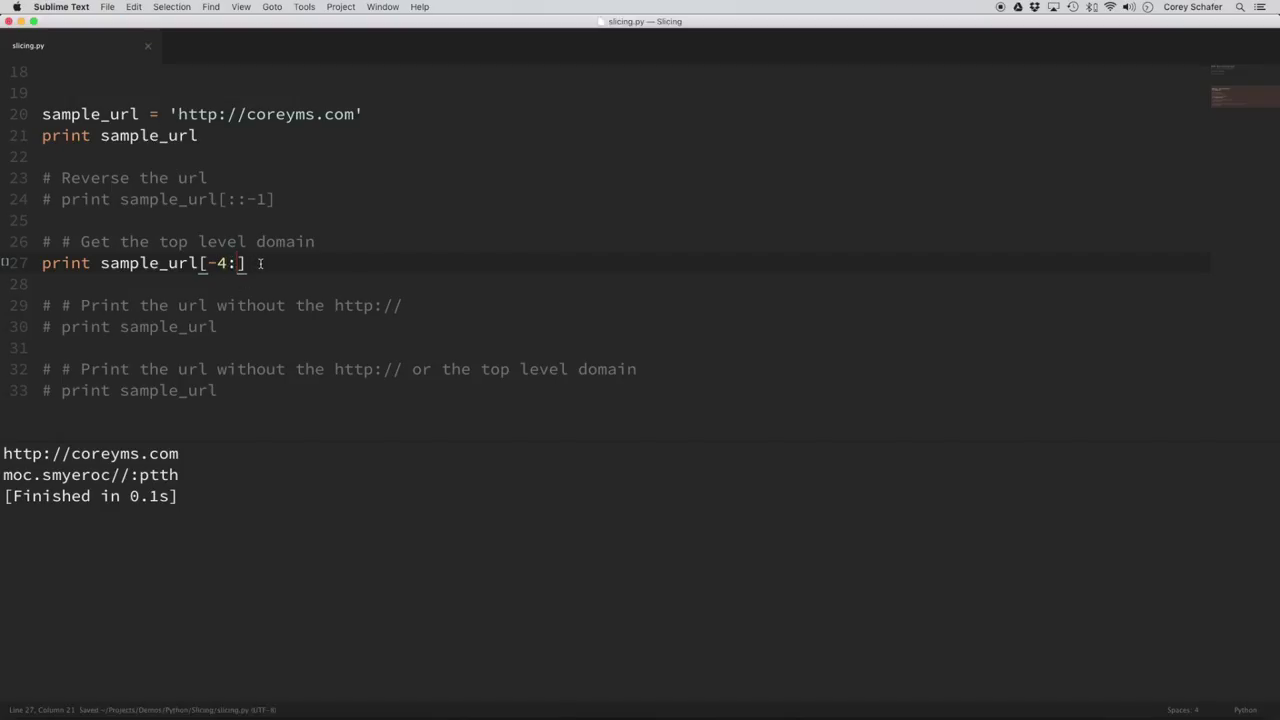 Sublime Text File Edit Selection Find View Goto Tools Project Window Help Corey Schafer
slicing.py — Slicing
slicing.py
18
19
20 sample_url = 'http://coreyms.com'
21 print sample_url
22
23 # Reverse the url
24 # print sample_url[::-1]
25
26 # # Get the top level domain
27 print sample_url[-4:]
28
29 # # Print the url without the http://
30 # print sample_url
31
32 # # Print the url without the http:// or the top level domain
33 # print sample_url
http://coreyms.com
moc.smyeroc//:ptth
[Finished in 0.1s]
Line 27, Column 21 Saved ~/Projects/Demos/Python/Slicing/slicing.py (UTF-8) Spaces: 4 Python